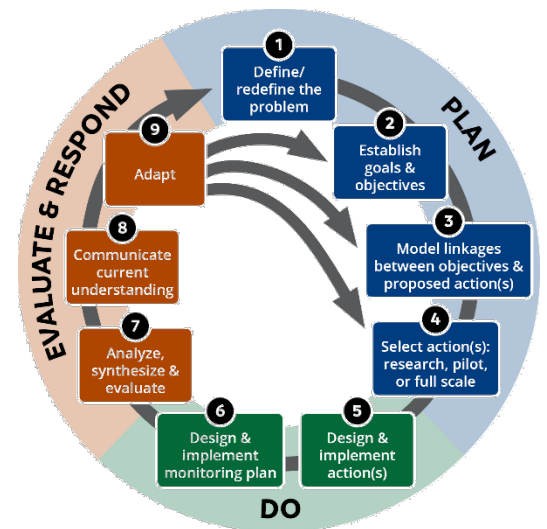 1
Define/
redefine the
problem
PLAN
2
Establish
goals &
objectives
3
Model linkages
between objectives &
proposed action(s)
4
Select action(s):
research, pilot,
or full scale
5
Design &
implement
action(s)
DO
6
Design &
implement
monitoring plan
7
Analyze,
synthesize &
evaluate
EVALUATE & RESPOND
8
Communicate
current
understanding
9
Adapt